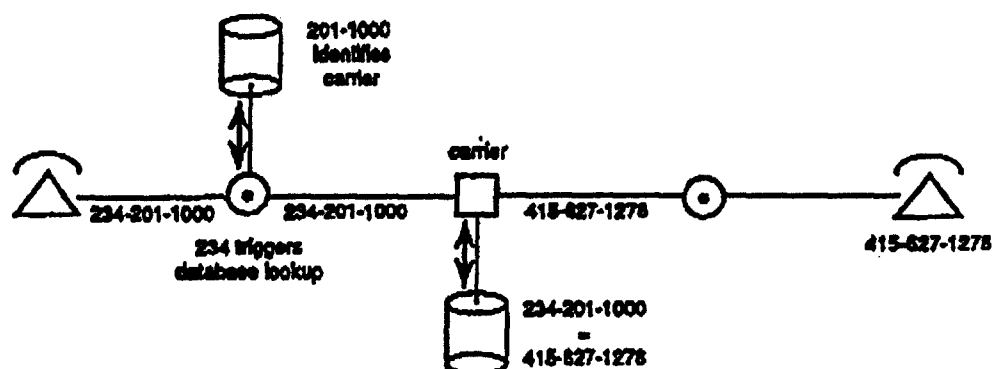 201-1000
identifies
carrier
carrier
234-201-1000
234-201-1000
415-627-1278
415-627-1278
234 triggers
database lookup
234-201-1000
=
415-627-1278